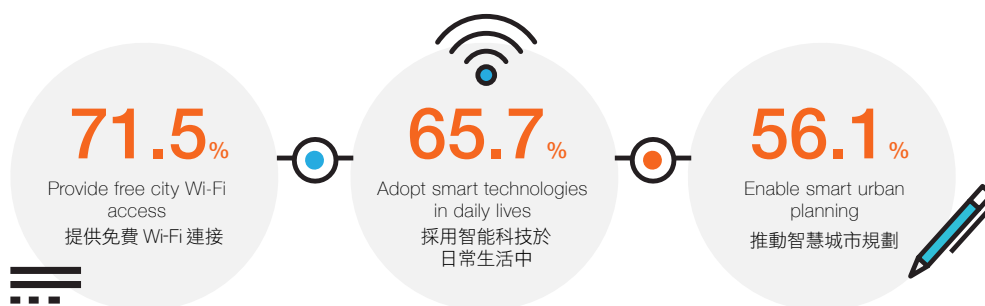 71.5%
Provide free city Wi-Fi
access
提供免費 Wi-Fi 連接
65.7%
Adopt smart technologies
in daily lives
採用智能科技於
日常生活中
56.1%
Enable smart urban
planning
推動智慧城市規劃